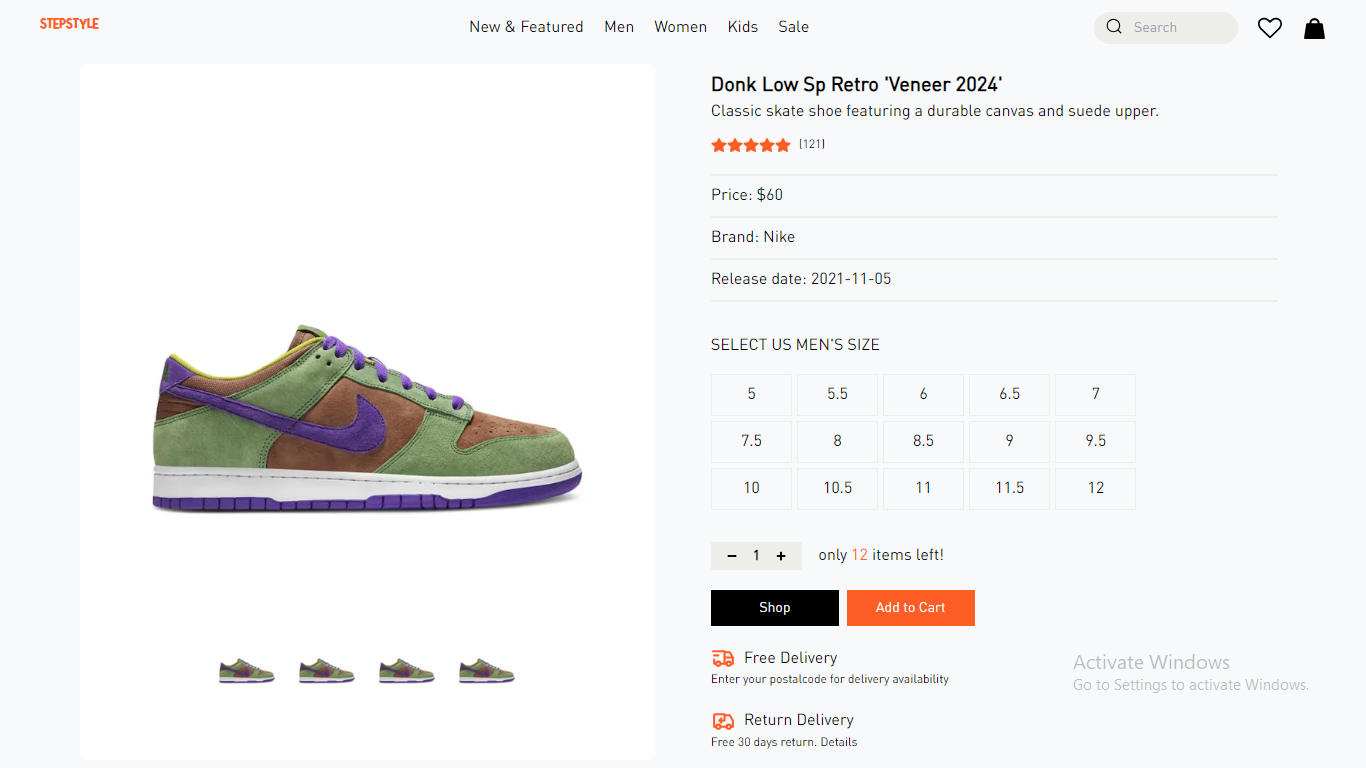 STEPSTYLE
New & Featured Men Women Kids Sale
Search
Donk Low Sp Retro 'Veneer 2024'
Classic skate shoe featuring a durable canvas and suede upper.
(121)
Price: $60
Brand: Nike
Release date: 2021-11-05
SELECT US MEN'S SIZE
5 5.5 6 6.5 7
7.5 8 8.5 9 9.5
10 10.5 11 11.5 12
− 1 + only 12 items left!
Shop Add to Cart
Free Delivery
Enter your postalcode for delivery availability
Activate Windows
Go to Settings to activate Windows.
Return Delivery
Free 30 days return. Details